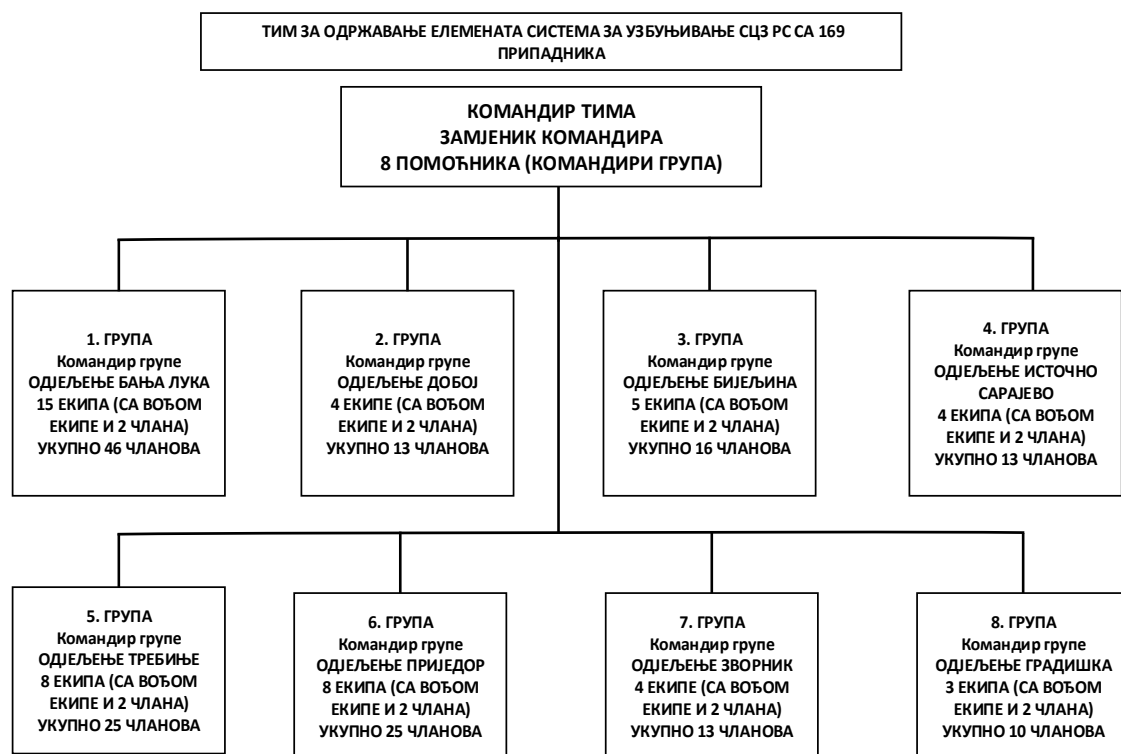 ТИМ ЗА ОДРЖАВАЊЕ ЕЛЕМЕНАТА СИСТЕМА ЗА УЗБУЊИВАЊЕ СЦЗ РС СА 169
ПРИПАДНИКА
КОМАНДИР ТИМА
ЗАМЈЕНИК КОМАНДИРА
8 ПОМОЋНИКА (КОМАНДИРИ ГРУПА)
1. ГРУПА
Командир групе
ОДЈЕЉЕЊЕ БАЊА ЛУКА
15 ЕКИПА (СА ВОЂОМ
ЕКИПЕ И 2 ЧЛАНА)
УКУПНО 46 ЧЛАНОВА
2. ГРУПА
Командир групе
ОДЈЕЉЕЊЕ ДОБОЈ
4 ЕКИПЕ (СА ВОЂОМ
ЕКИПЕ И 2 ЧЛАНА)
УКУПНО 13 ЧЛАНОВА
3. ГРУПА
Командир групе
ОДЈЕЉЕЊЕ БИЈЕЉИНА
5 ЕКИПА (СА ВОЂОМ
ЕКИПЕ И 2 ЧЛАНА)
УКУПНО 16 ЧЛАНОВА
4. ГРУПА
Командир групе
ОДЈЕЉЕЊЕ ИСТОЧНО
САРАЈЕВО
4 ЕКИПА (СА ВОЂОМ
ЕКИПЕ И 2 ЧЛАНА)
УКУПНО 13 ЧЛАНОВА
5. ГРУПА
Командир групе
ОДЈЕЉЕЊЕ ТРЕБИЊЕ
8 ЕКИПА (СА ВОЂОМ
ЕКИПЕ И 2 ЧЛАНА)
УКУПНО 25 ЧЛАНОВА
6. ГРУПА
Командир групе
ОДЈЕЉЕЊЕ ПРИЈЕДОР
8 ЕКИПА (СА ВОЂОМ
ЕКИПЕ И 2 ЧЛАНА)
УКУПНО 25 ЧЛАНОВА
7. ГРУПА
Командир групе
ОДЈЕЉЕЊЕ ЗВОРНИК
4 ЕКИПЕ (СА ВОЂОМ
ЕКИПЕ И 2 ЧЛАНА)
УКУПНО 13 ЧЛАНОВА
8. ГРУПА
Командир групе
ОДЈЕЉЕЊЕ ГРАДИШКА
3 ЕКИПА (СА ВОЂОМ
ЕКИПЕ И 2 ЧЛАНА)
УКУПНО 10 ЧЛАНОВА